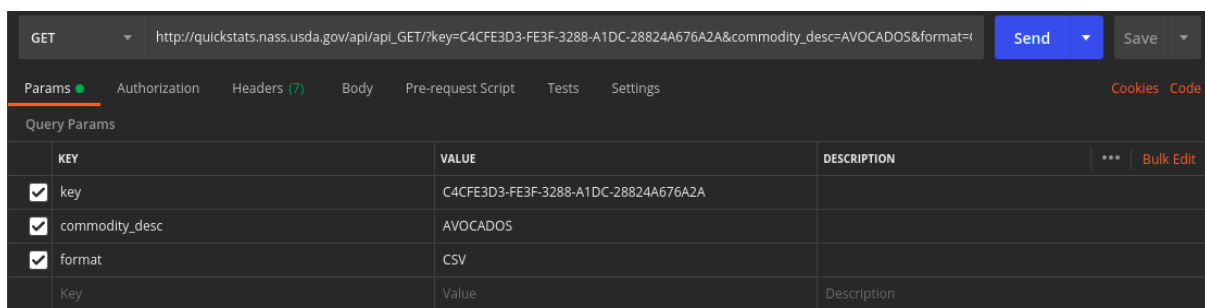 GET http://quickstats.nass.usda.gov/api/api_GET/?key=C4CFE3D3-FE3F-3288-A1DC-28824A676A2A&commodity_desc=AVOCADOS&format=( Send Save
Params Authorization Headers (7) Body Pre-request Script Tests Settings Cookies Code
Query Params
KEY VALUE DESCRIPTION ••• Bulk Edit
key C4CFE3D3-FE3F-3288-A1DC-28824A676A2A
commodity_desc AVOCADOS
format CSV
Key Value Description